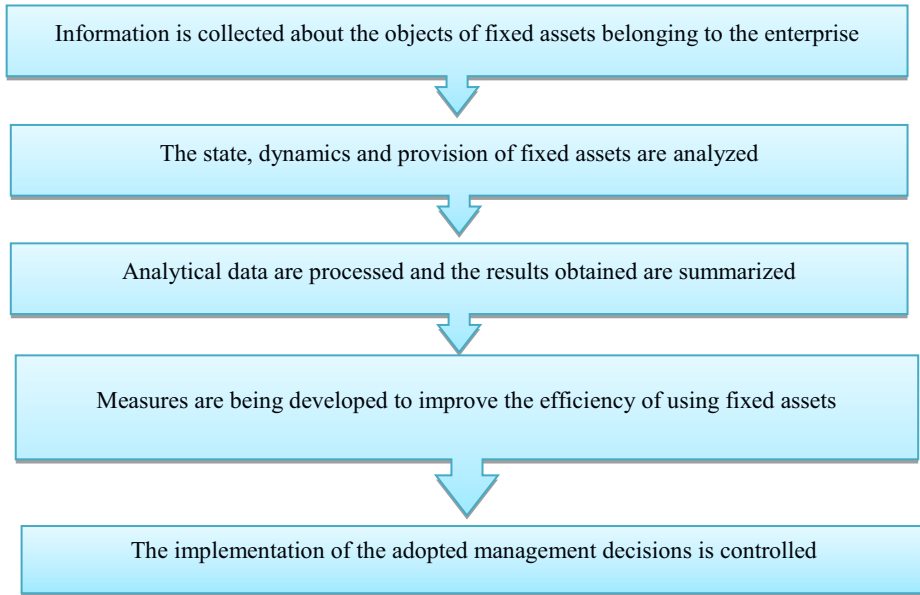 Information is collected about the objects of fixed assets belonging to the enterprise
The state, dynamics and provision of fixed assets are analyzed
Analytical data are processed and the results obtained are summarized
Measures are being developed to improve the efficiency of using fixed assets
The implementation of the adopted management decisions is controlled